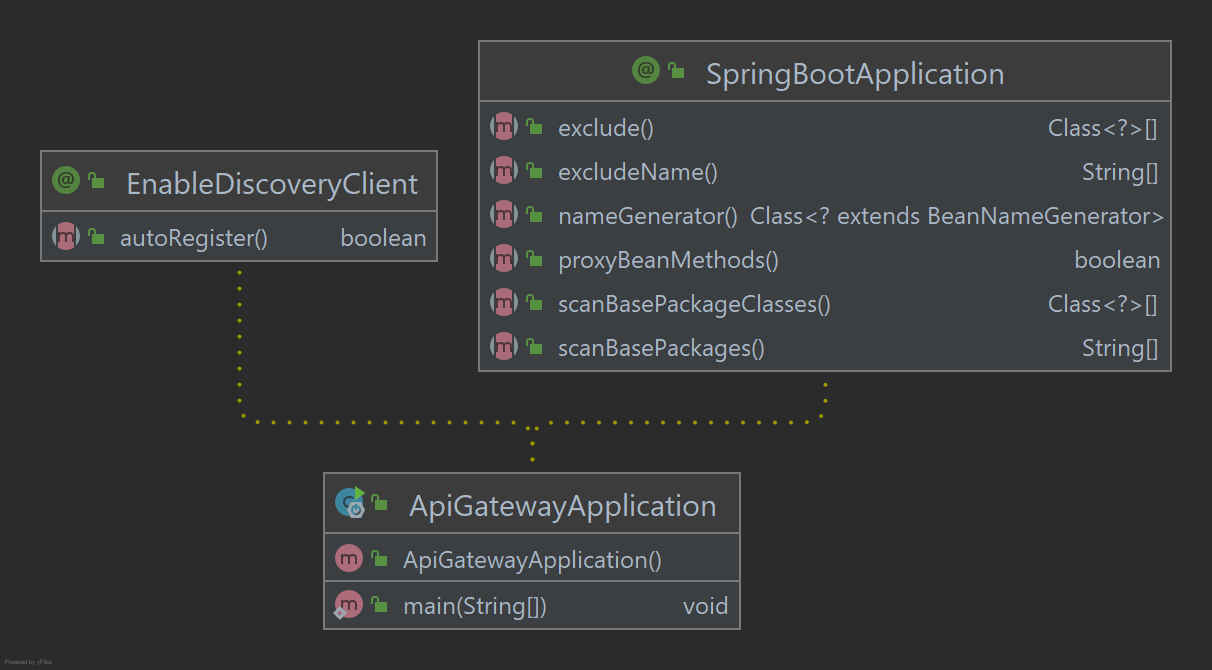 SpringBootApplication
exclude() Class<?>[]
excludeName() String[]
nameGenerator() Class<? extends BeanNameGenerator>
proxyBeanMethods() boolean
scanBasePackageClasses() Class<?>[]
scanBasePackages() String[]
EnableDiscoveryClient
autoRegister() boolean
ApiGatewayApplication
ApiGatewayApplication()
main(String[]) void
Powered by yFiles